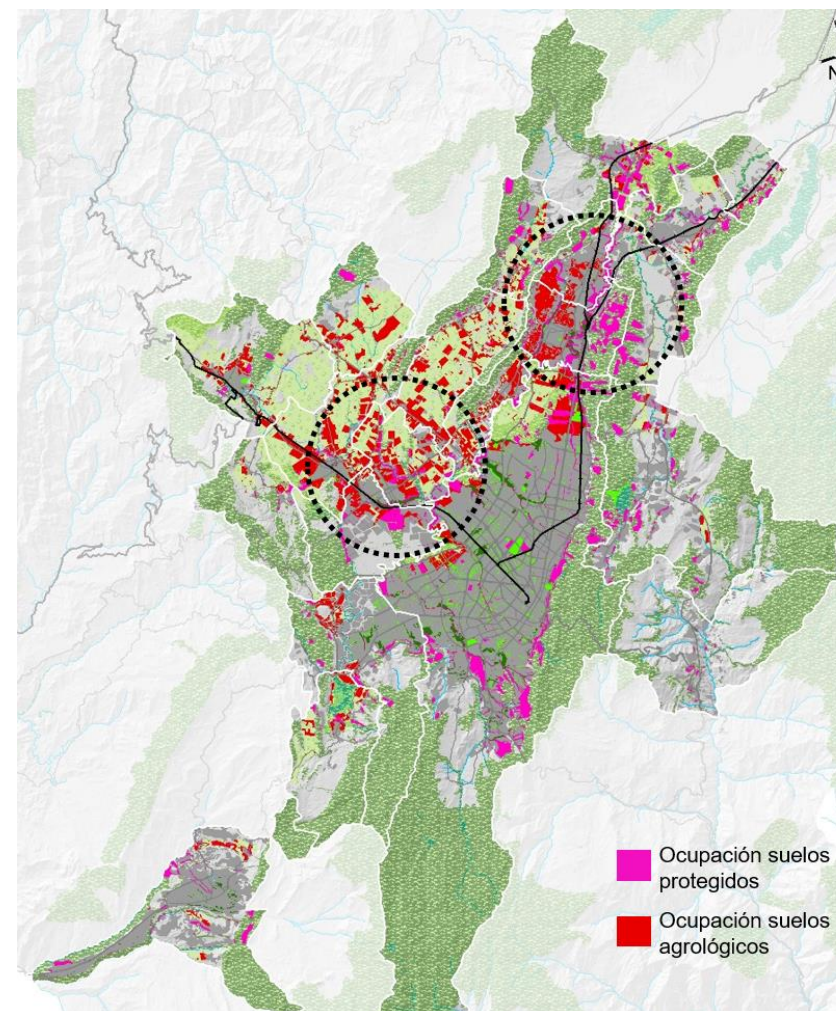 N
Ocupación suelos
protegidos
Ocupación suelos
agrológicos